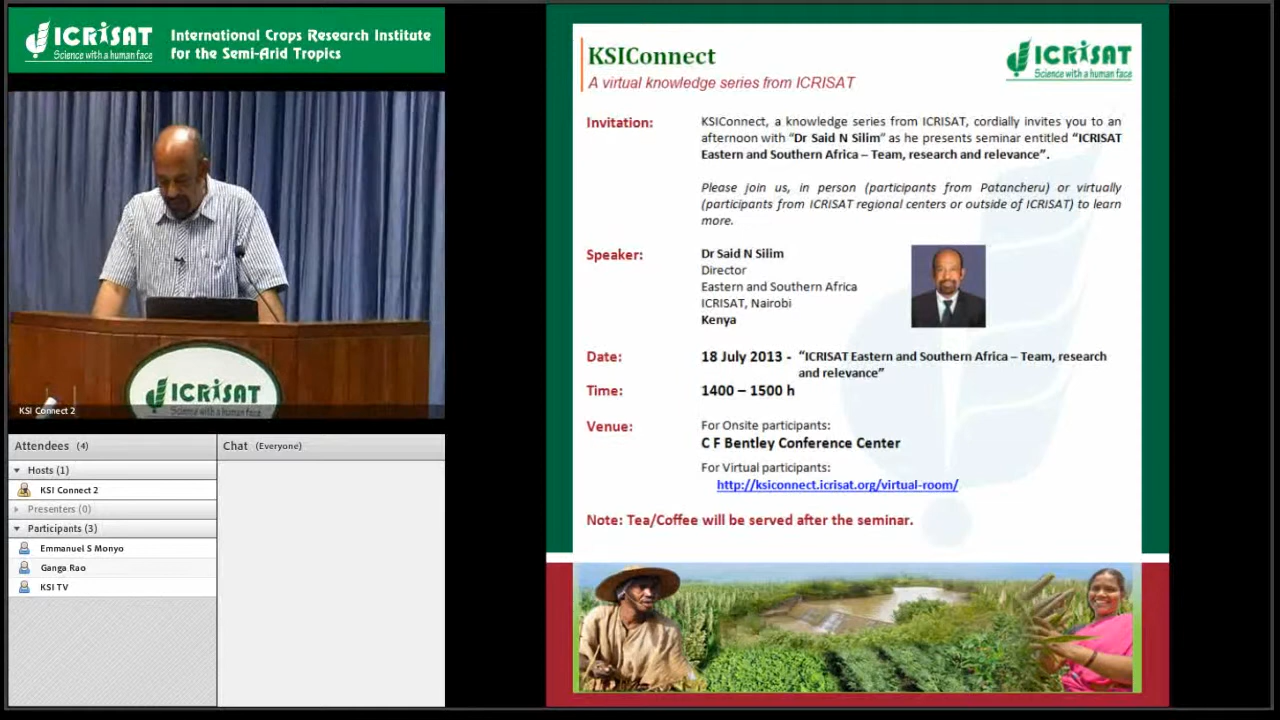 ICRISAT
Science with a human face
International Crops Research Institute
for the Semi-Arid Tropics
ICRISAT
Science with a human face
KSI Connect 2
Attendees (4)
Hosts (1)
KSI Connect 2
Presenters (0)
Participants (3)
Emmanuel S Monyo
Ganga Rao
KSI TV
Chat (Everyone)
KSIConnect
A virtual knowledge series from ICRISAT
ICRISAT
Science with a human face
Invitation:
KSIConnect, a knowledge series from ICRISAT, cordially invites you to an
afternoon with “Dr Said N Silim” as he presents seminar entitled “ICRISAT
Eastern and Southern Africa – Team, research and relevance”.
Please join us, in person (participants from Patancheru) or virtually
(participants from ICRISAT regional centers or outside of ICRISAT) to learn
more.
Speaker:
Dr Said N Silim
Director
Eastern and Southern Africa
ICRISAT, Nairobi
Kenya
Date:
18 July 2013 - “ICRISAT Eastern and Southern Africa – Team, research
and relevance”
Time:
1400 – 1500 h
Venue:
For Onsite participants:
C F Bentley Conference Center
For Virtual participants:
http://ksiconnect.icrisat.org/virtual-room/
Note: Tea/Coffee will be served after the seminar.